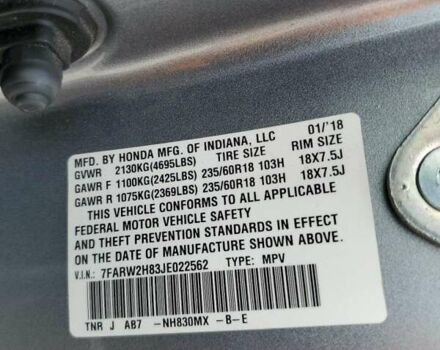 MFD. BY HONDA MFG. OF INDIANA, LLC 01/'18
GVWR 2130KG(4695LBS) TIRE SIZE RIM SIZE
GAWR F 1100KG(2425LBS) 235/60R18 103H 18X7.5J
GAWR R 1075KG(2369LBS) 235/60R18 103H 18X7.5J
THIS VEHICLE CONFORMS TO ALL APPLICABLE
FEDERAL MOTOR VEHICLE SAFETY
AND THEFT PREVENTION STANDARDS IN EFFECT
ON THE DATE OF MANUFACTURE SHOWN ABOVE.
V.I.N.: 7FARW2H83JE022562 TYPE: MPV
TNR J AB7 -NH830MX -B-E